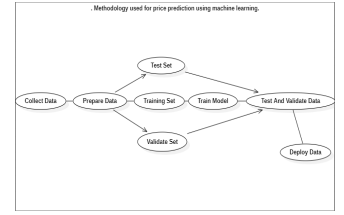 . Methodology used for price prediction using machine learning.
Test Set
Collect Data
Prepare Data
Training Set
Train Model
Test And Validate Data
Validate Set
Deploy Data